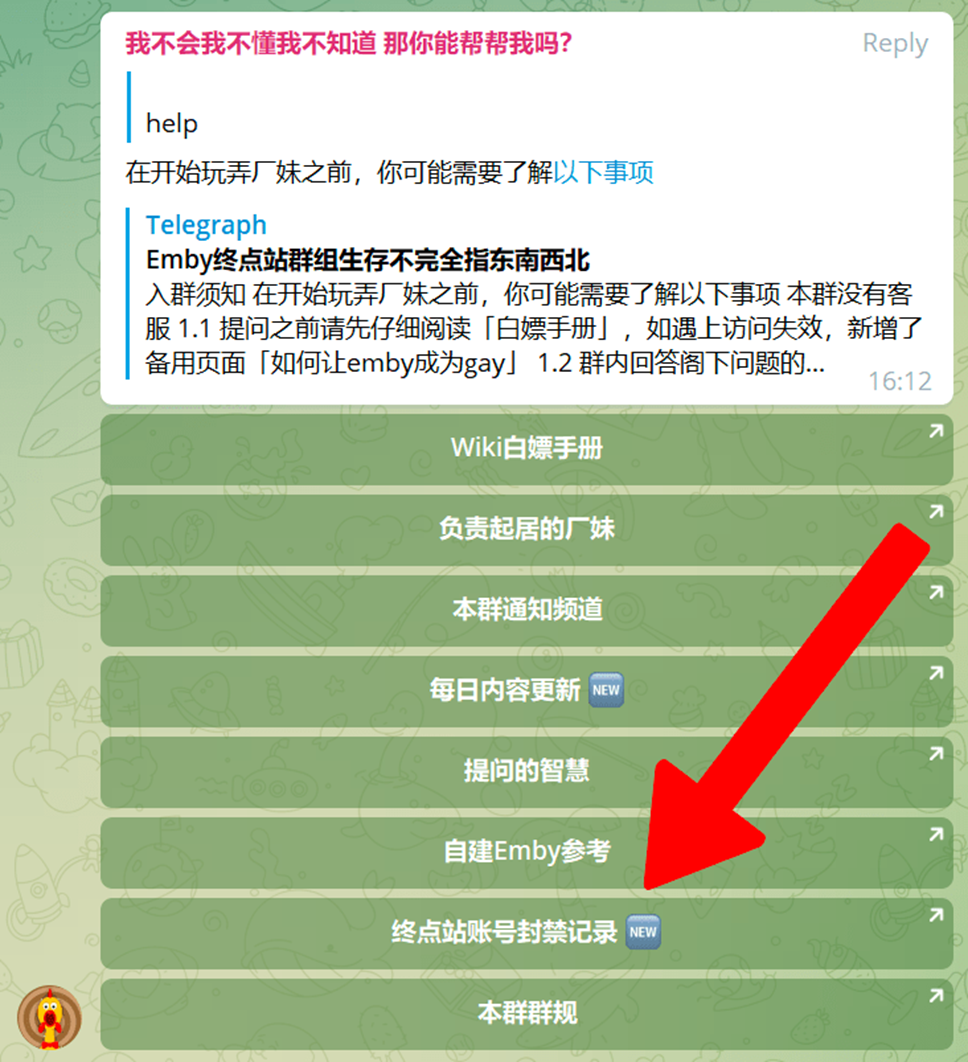 我不会我不懂我不知道 那你能帮帮我吗？
Reply
help
在开始玩弄厂妹之前，你可能需要了解以下事项
Telegraph
Emby终点站群组生存不完全指东南西北
入群须知 在开始玩弄厂妹之前，你可能需要了解以下事项 本群没有客
服 1.1 提问之前请先仔细阅读「白嫖手册」，如遇上访问失效，新增了
备用页面「如何让emby成为gay」 1.2 群内回答阁下问题的...
16:12
Wiki白嫖手册
负责起居的厂妹
本群通知频道
每日内容更新 NEW
提问的智慧
自建Emby参考
终点站账号封禁记录 NEW
本群群规